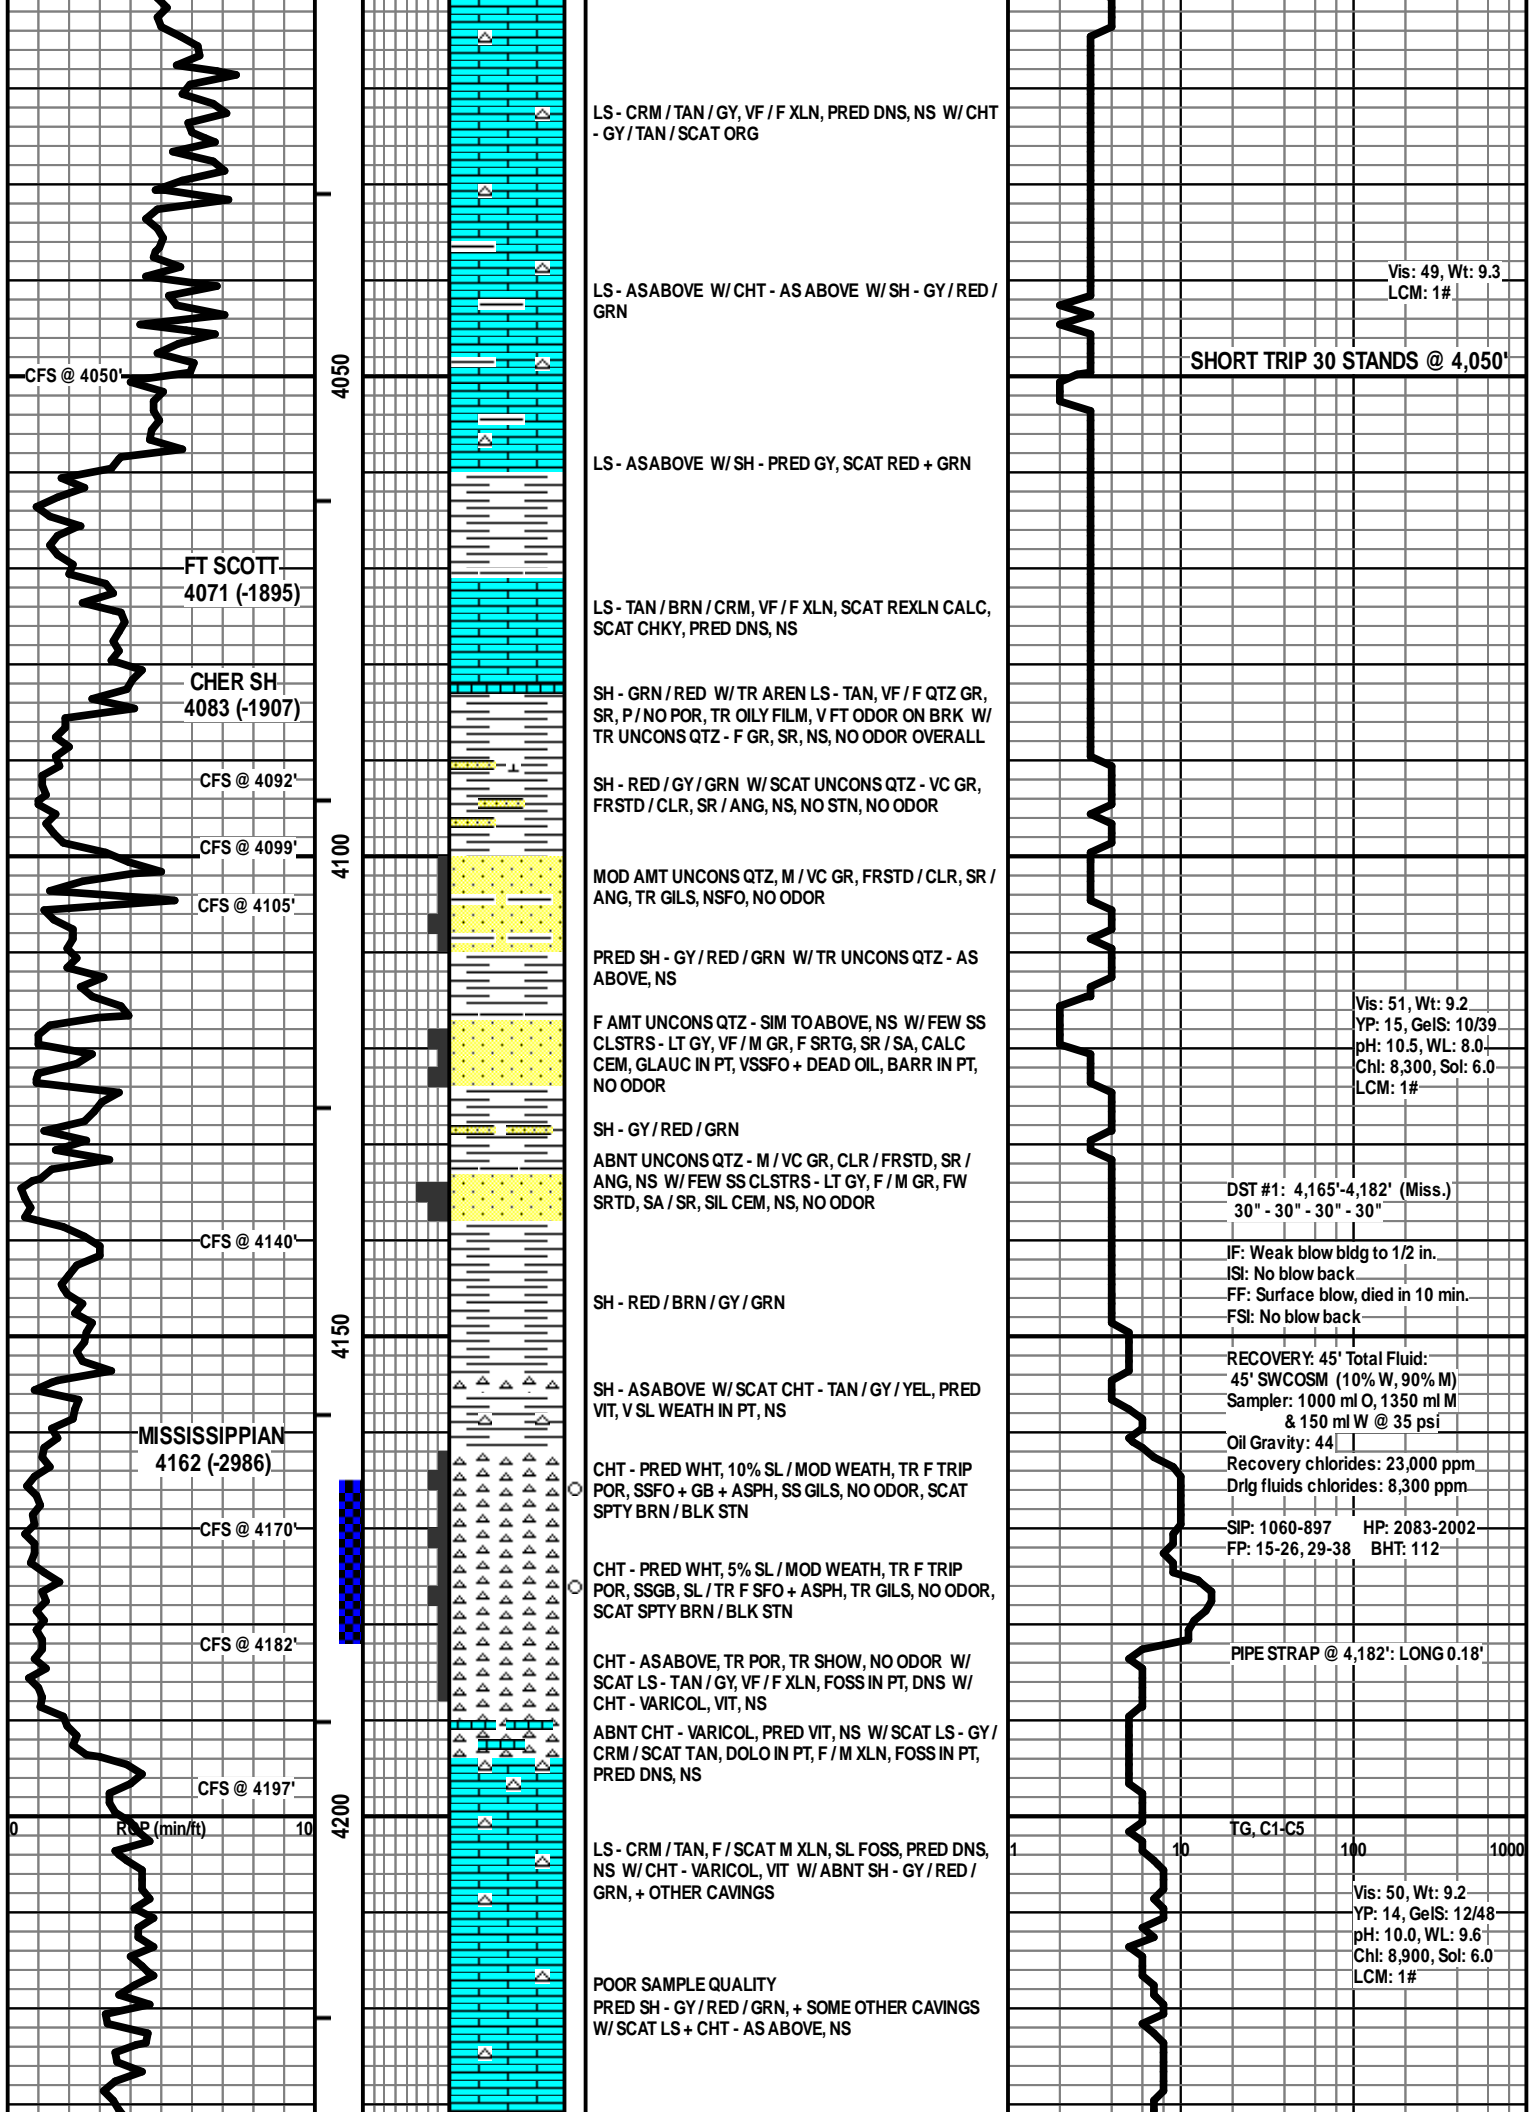 LS - CRM / TAN / GY, VF / F XLN, PRED DNS, NS W/ CHT
- GY / TAN / SCAT ORG
LS - AS ABOVE W/ CHT - AS ABOVE W/ SH - GY / RED /
GRN
Vis: 49, Wt: 9.3
LCM: 1#
SHORT TRIP 30 STANDS @ 4,050'
CFS @ 4050'
4050
LS - AS ABOVE W/ SH - PRED GY, SCAT RED + GRN
FT SCOTT
4071 (-1895)
LS - TAN / BRN / CRM, VF / F XLN, SCAT REXLN CALC,
SCAT CHKY, PRED DNS, NS
CHER SH
4083 (-1907)
SH - GRN / RED W/ TR AREN LS - TAN, VF / F QTZ GR,
SR, P / NO POR, TR OILY FILM, V FT ODOR ON BRK W/
TR UNCONS QTZ - F GR, SR, NS, NO ODOR OVERALL
CFS @ 4092'
SH - RED / GY / GRN W/ SCAT UNCONS QTZ - VC GR,
FRSTD / CLR, SR / ANG, NS, NO STN, NO ODOR
CFS @ 4099'
4100
MOD AMT UNCONS QTZ, M / VC GR, FRSTD / CLR, SR /
ANG, TR GILS, NSFO, NO ODOR
CFS @ 4105'
PRED SH - GY / RED / GRN W/ TR UNCONS QTZ - AS
ABOVE, NS
F AMT UNCONS QTZ - SIM TO ABOVE, NS W/ FEW SS
CLSTRS - LT GY, VF / M GR, F SRTG, SR / SA, CALC
CEM, GLAUC IN PT, VSSFO + DEAD OIL, BARR IN PT,
NO ODOR
Vis: 51, Wt: 9.2
YP: 15, GelS: 10/39
pH: 10.5, WL: 8.0
Chl: 8,300, Sol: 6.0
LCM: 1#
SH - GY / RED / GRN
ABNT UNCONS QTZ - M / VC GR, CLR / FRSTD, SR /
ANG, NS W/ FEW SS CLSTRS - LT GY, F / M GR, FW
SRTD, SA / SR, SIL CEM, NS, NO ODOR
CFS @ 4140'
DST #1: 4,165'-4,182' (Miss.)
30" - 30" - 30" - 30"
IF: Weak blow bldg to 1/2 in.
ISI: No blow back
FF: Surface blow, died in 10 min.
FSI: No blow back
SH - RED / BRN / GY / GRN
4150
RECOVERY: 45' Total Fluid:
45' SWCOSM (10% W, 90% M)
Sampler: 1000 ml O, 1350 ml M
& 150 ml W @ 35 psi
Oil Gravity: 44
Recovery chlorides: 23,000 ppm
Drlg fluids chlorides: 8,300 ppm
SIP: 1060-897 HP: 2083-2002
FP: 15-26, 29-38 BHT: 112
SH - AS ABOVE W/ SCAT CHT - TAN / GY / YEL, PRED
VIT, V SL WEATH IN PT, NS
MISSISSIPPIAN
4162 (-2986)
CHT - PRED WHT, 10% SL / MOD WEATH, TR F TRIP
POR, SSFO + GB + ASPH, SS GILS, NO ODOR, SCAT
SPTY BRN / BLK STN
CFS @ 4170'
CHT - PRED WHT, 5% SL / MOD WEATH, TR F TRIP
POR, SSGB, SL / TR F SFO + ASPH, TR GILS, NO ODOR,
SCAT SPTY BRN / BLK STN
CFS @ 4182'
PIPE STRAP @ 4,182': LONG 0.18'
CHT - AS ABOVE, TR POR, TR SHOW, NO ODOR W/
SCAT LS - TAN / GY, VF / F XLN, FOSS IN PT, DNS W/
CHT - VARICOL, VIT, NS
ABNT CHT - VARICOL, PRED VIT, NS W/ SCAT LS - GY /
CRM / SCAT TAN, DOLO IN PT, F / M XLN, FOSS IN PT,
PRED DNS, NS
CFS @ 4197'
4200
0 ROP (min/ft) 10
TG, C1-C5
1 10 100 1000
LS - CRM / TAN, F / SCAT M XLN, SL FOSS, PRED DNS,
NS W/ CHT - VARICOL, VIT W/ ABNT SH - GY / RED /
GRN, + OTHER CAVINGS
Vis: 50, Wt: 9.2
YP: 14, GelS: 12/48
pH: 10.0, WL: 9.6
Chl: 8,900, Sol: 6.0
LCM: 1#
POOR SAMPLE QUALITY
PRED SH - GY / RED / GRN, + SOME OTHER CAVINGS
W/ SCAT LS + CHT - AS ABOVE, NS